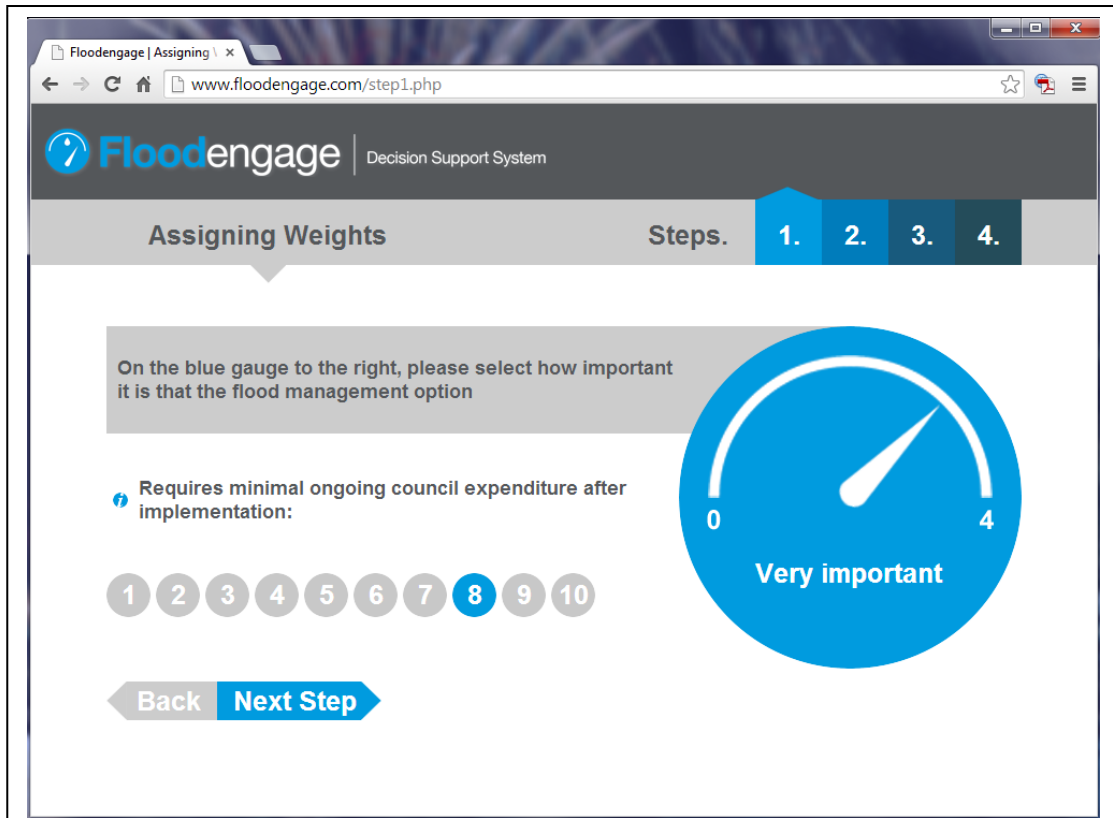 Floodengage | Assigning \
www.floodengage.com/step1.php
Floodengage Decision Support System
Assigning Weights Steps. 1. 2. 3. 4.
On the blue gauge to the right, please select how important
it is that the flood management option
Requires minimal ongoing council expenditure after
implementation:
0 4
Very important
1 2 3 4 5 6 7 8 9 10
Back Next Step